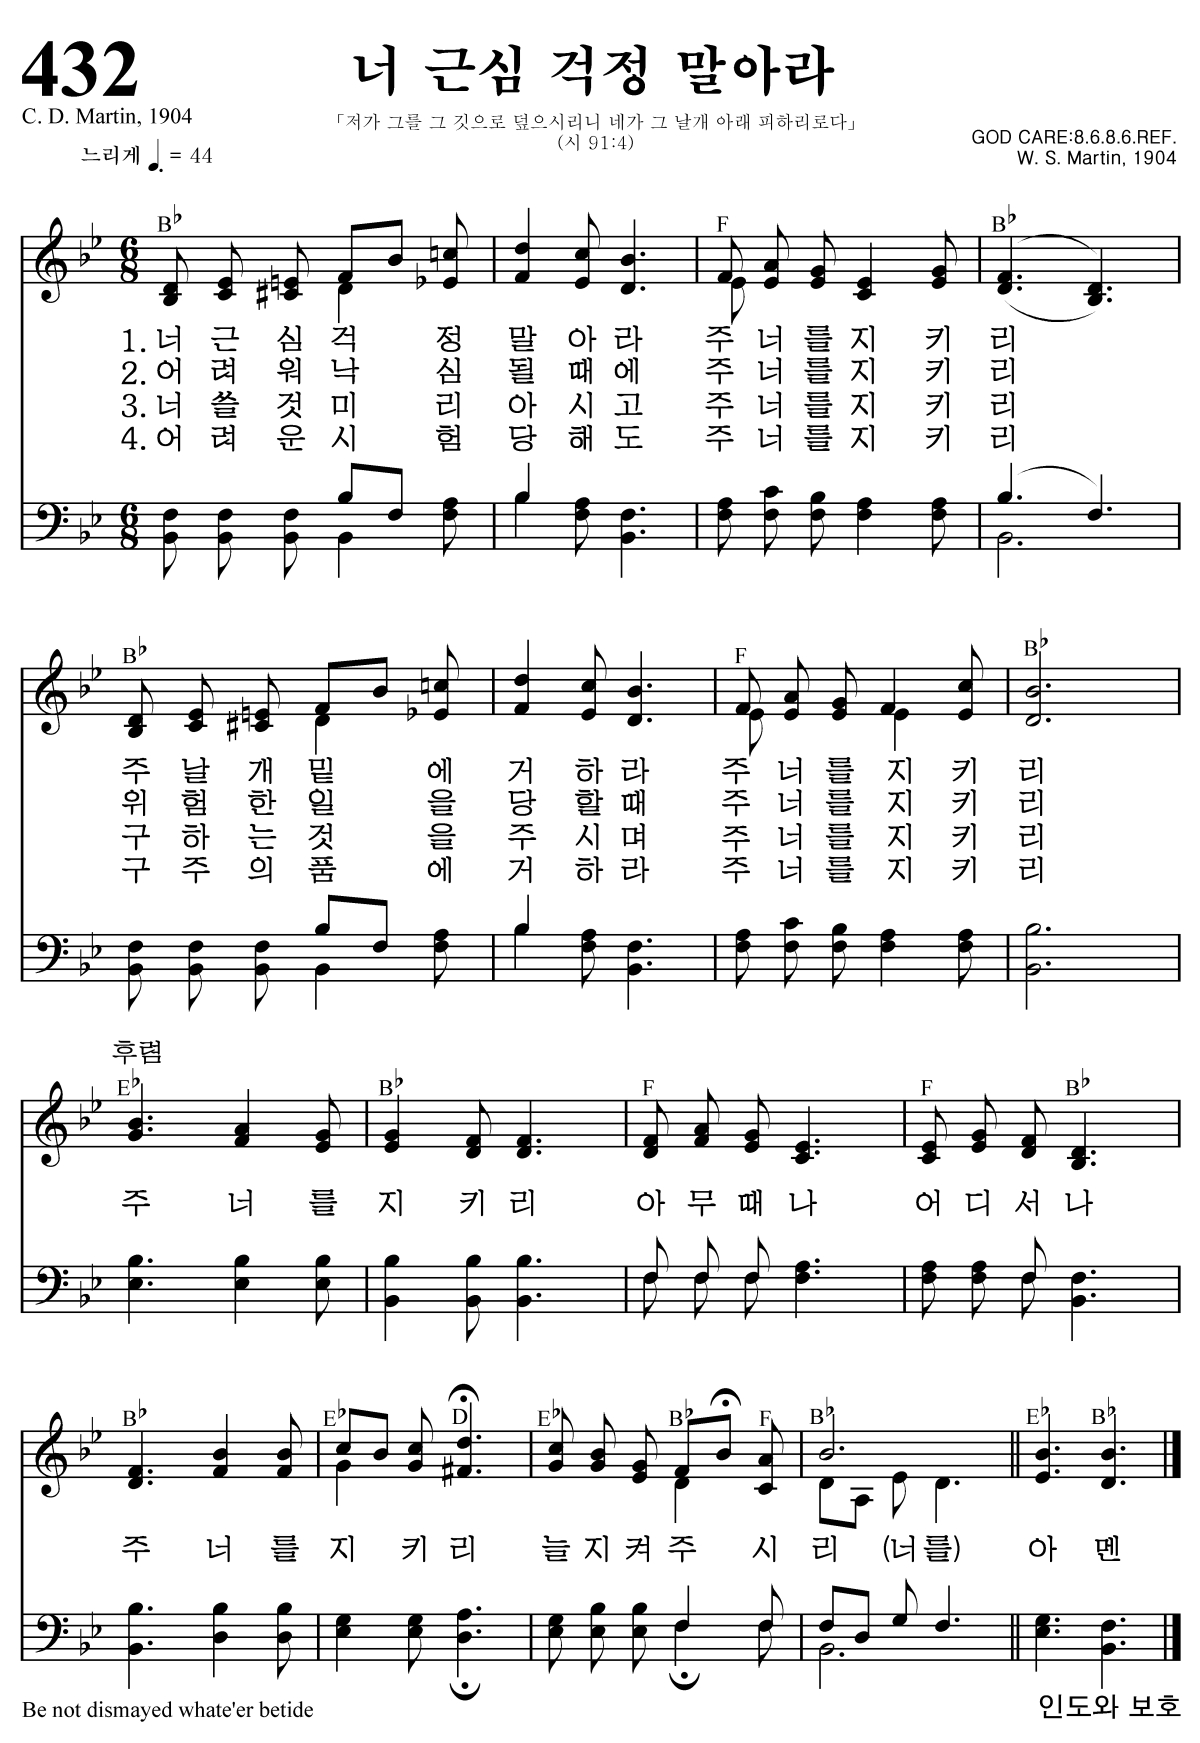 432
너 근심 걱정 말아라
C. D. Martin, 1904
「저가 그를 그 깃으로 덮으시리니 네가 그 날개 아래 피하리로다」
(시 91:4)
GOD CARE:8.6.8.6.REF.
느리게 ♩. = 44
W. S. Martin, 1904
B♭ F B♭
6 8
1. 너 근 심 걱 정 말 아 라 주 너 를 지 키 리
2. 어 려 워 낙 심 될 때 에 주 너 를 지 키 리
3. 너 쓸 것 미 리 아 시 고 주 너 를 지 키 리
4. 어 려 운 시 험 당 해 도 주 너 를 지 키 리
6 8
B♭ F B♭
주 날 개 밑 에 거 하 라 주 너 를 지 키 리
위 험 한 일 을 당 할 때 주 너 를 지 키 리
구 하 는 것 을 주 시 며 주 너 를 지 키 리
구 주 의 품 에 거 하 라 주 너 를 지 키 리
후렴
E♭ B♭ F F B♭
주 너 를 지 키 리 아 무 때 나 어 디 서 나
B♭ E♭ D E♭ B♭ F B♭ E♭ B♭
주 너 를 지 키 리 늘 지 켜 주 시 리 (너 를) 아 멘
Be not dismayed whate'er betide
인도와 보호